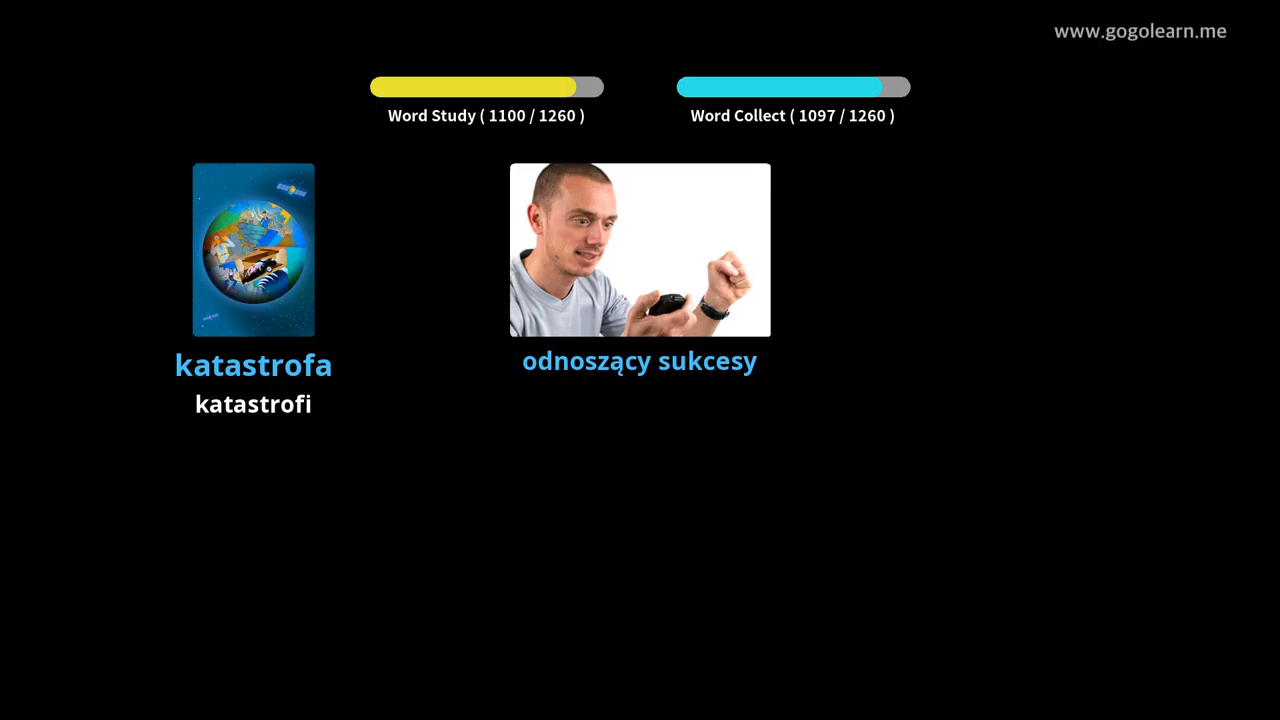 www.gogolearn.me
Word Study ( 1100 / 1260 )
Word Collect ( 1097 / 1260 )
katastrofa
katastrofi
odnoszący sukcesy